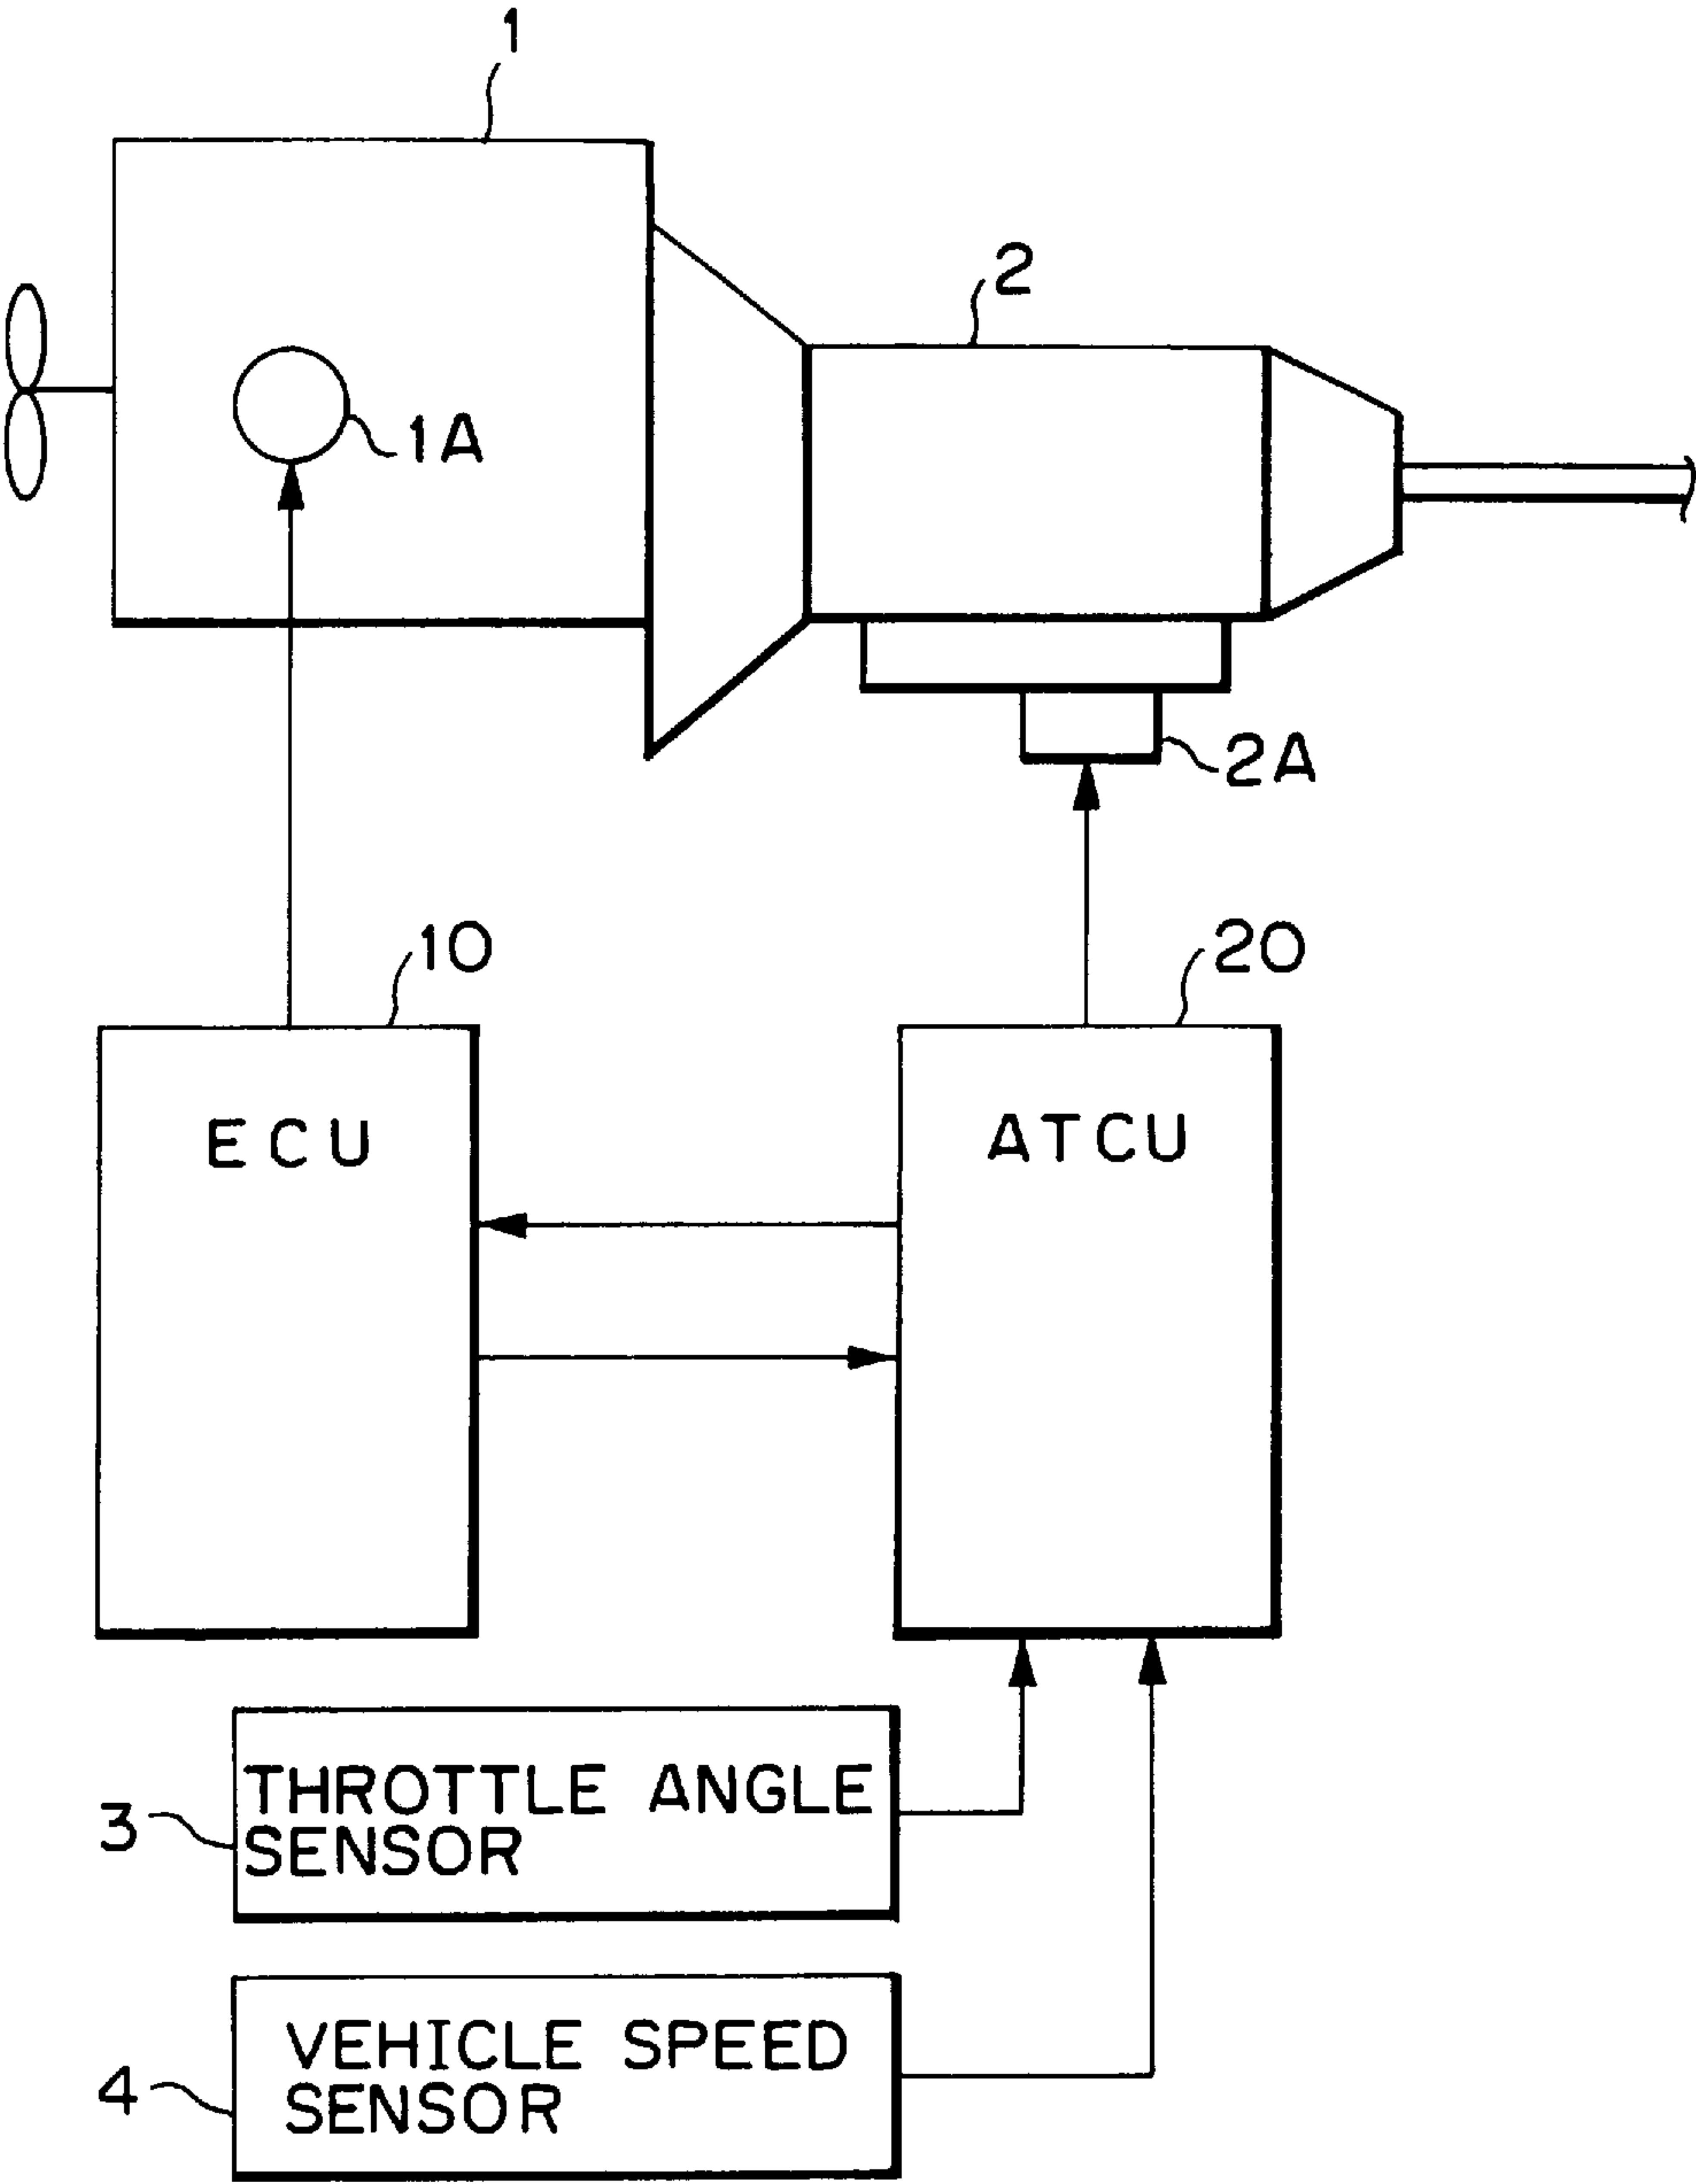 1
2
1A
2A
10
20
ECU
ATCU
3
THROTTLE ANGLE
SENSOR
4
VEHICLE SPEED
SENSOR